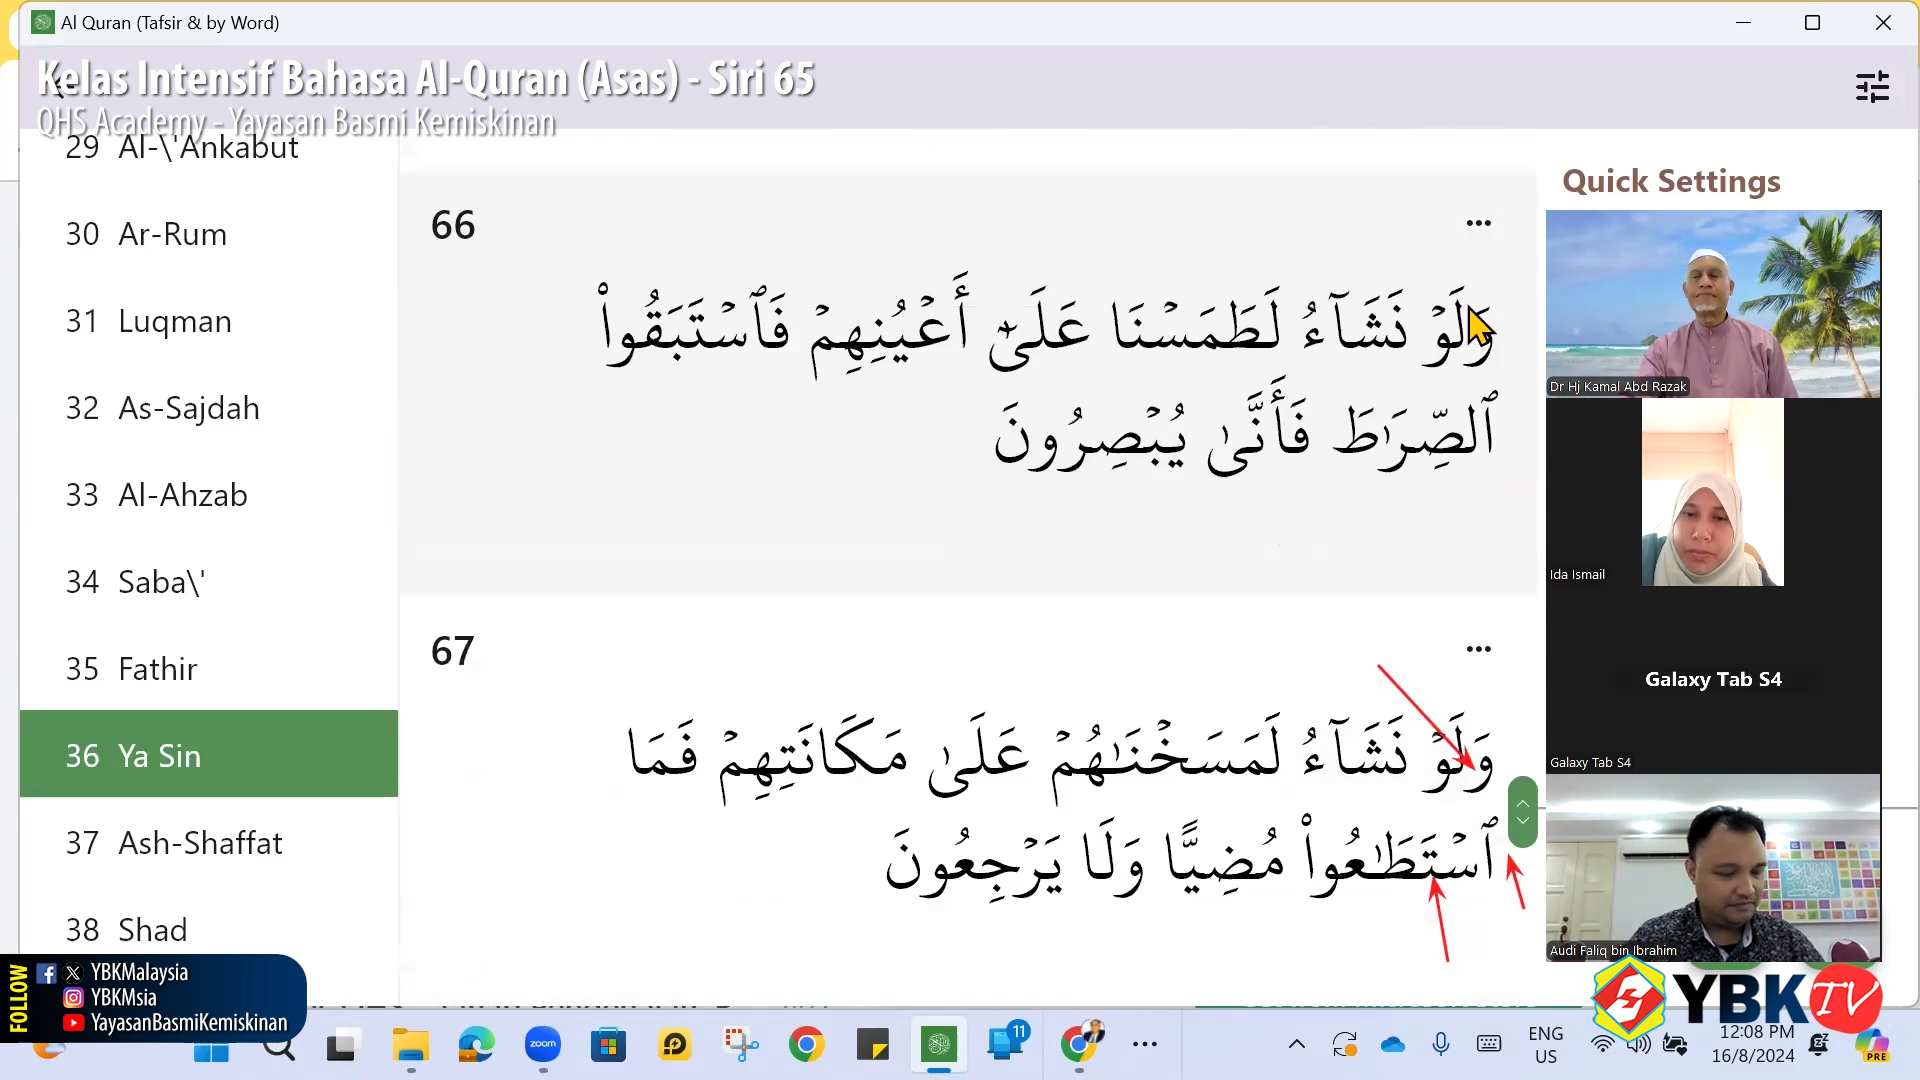 Al Quran (Tafsir & by Word)
Kelas Intensif Bahasa Al-Quran (Asas) - Siri 65
QHS Academy - Yayasan Basmi Kemiskinan
29 Al-\'Ankabut
30 Ar-Rum
31 Luqman
32 As-Sajdah
33 Al-Ahzab
34 Saba\'
35 Fathir
36 Ya Sin
37 Ash-Shaffat
38 Shad
66
وَلَوۡ نَشَآءُ لَطَمَسۡنَا عَلَىٰٓ أَعۡيُنِهِمۡ فَٱسۡتَبَقُواْ
ٱلصِّرَٰطَ فَأَنَّىٰ يُبۡصِرُونَ
67
وَلَوۡ نَشَآءُ لَمَسَخۡنَٰهُمۡ عَلَىٰ مَكَانَتِهِمۡ فَمَا
ٱسۡتَطَٰعُواْ مُضِيًّا وَلَا يَرۡجِعُونَ
Quick Settings
Dr Hj Kamal Abd Razak
Ida Ismail
Galaxy Tab S4
Galaxy Tab S4
Audi Faliq bin Ibrahim
FOLLOW
YBKMalaysia
YBKMsia
YayasanBasmiKemiskinan
YBK TV
zoom
11
ENG
US
12:08 PM
16/8/2024
PRE